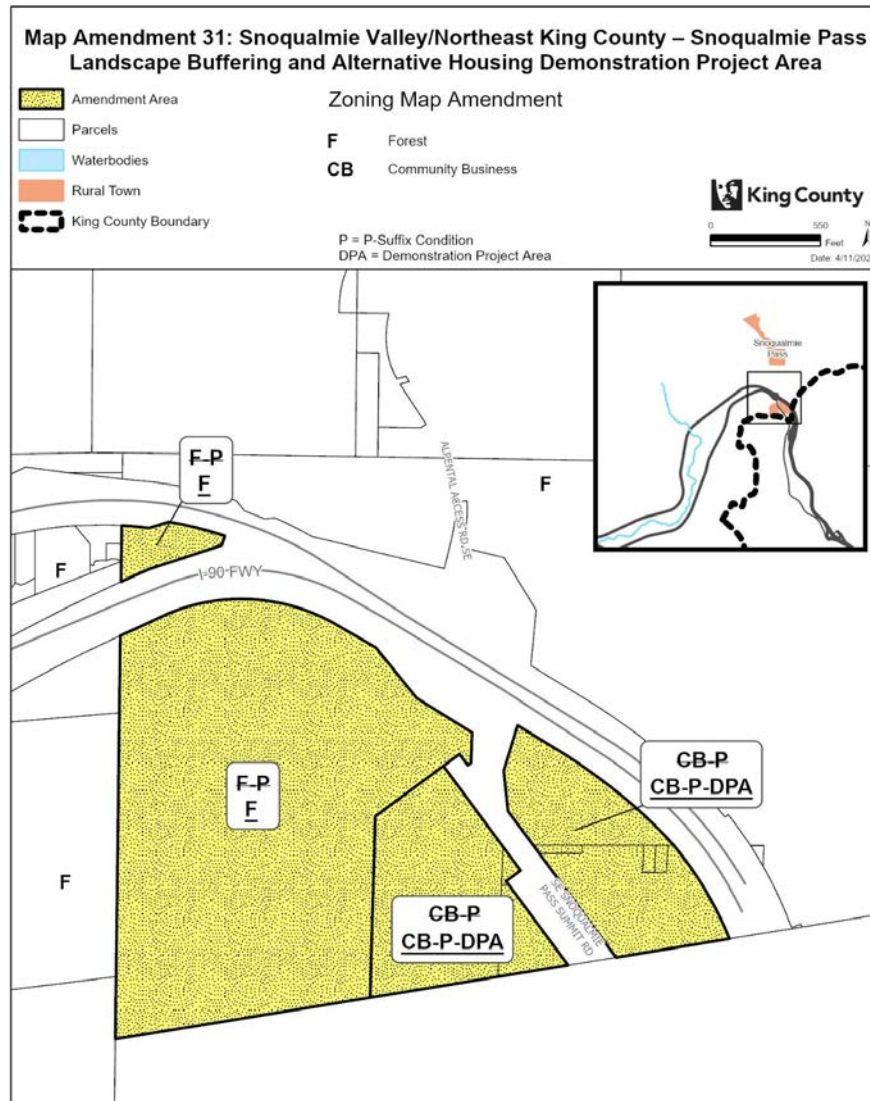 Map Amendment 31: Snoqualmie Valley/Northeast King County – Snoqualmie Pass
Landscape Buffering and Alternative Housing Demonstration Project Area
Amendment Area
Parcels
Waterbodies
Rural Town
King County Boundary
Zoning Map Amendment
F Forest
CB Community Business
P = P-Suffix Condition
DPA = Demonstration Project Area
King County
0 550
Feet
N
Snoqualmie
Pass
F-P
F
ALPENTAL ACCESS RD SE
F
F
I-90 FWY
F-P
F
CB-P
CB-P-DPA
F
CB-P
CB-P-DPA
SE SNOQUALMIE
PASS SUMMIT RD